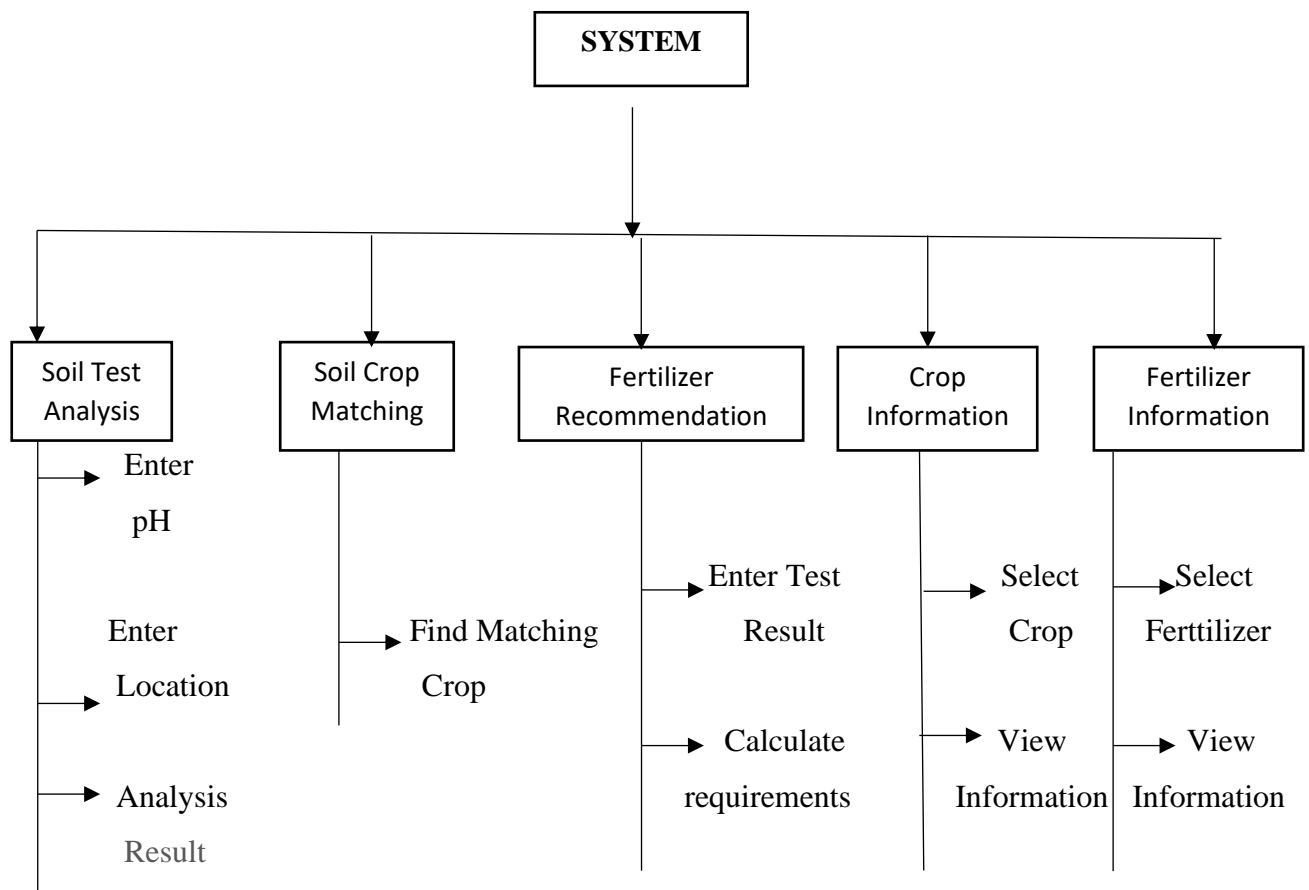 SYSTEM
Soil Test
Analysis
Soil Crop
Matching
Fertilizer
Recommendation
Crop
Information
Fertilizer
Information
Enter
pH
Enter
Location
Analysis
Result
Find Matching
Crop
Enter Test
Result
Calculate
requirements
Select
Crop
View
Information
Select
Ferttilizer
View
Information